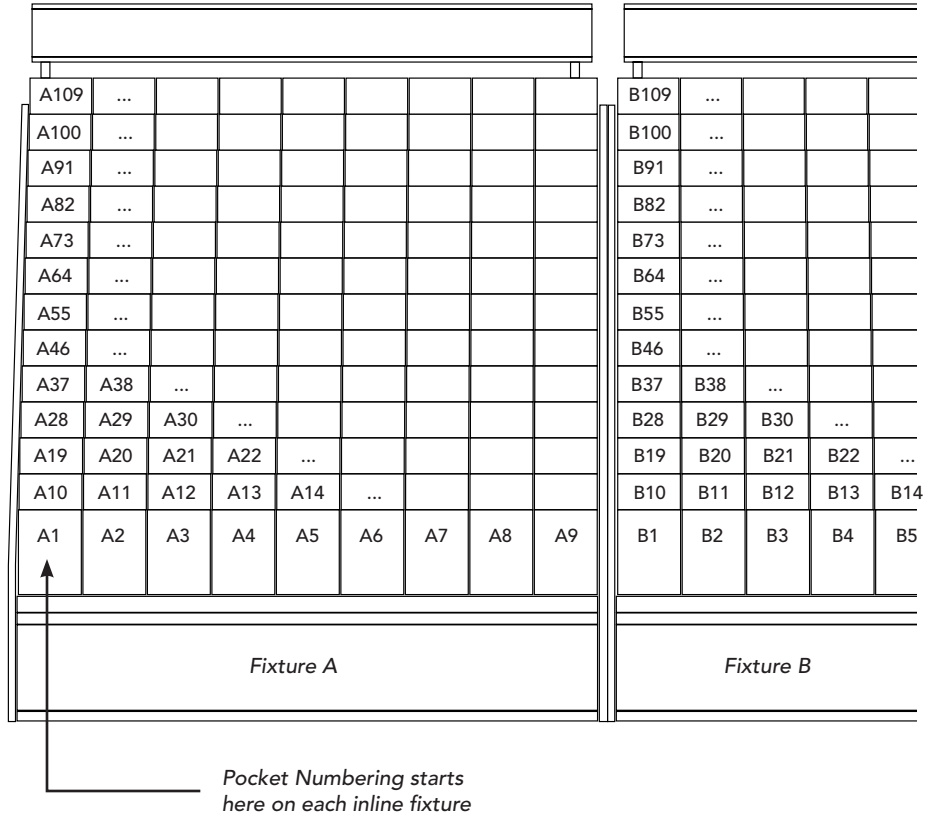 A109 ... B109 ...
A100 ... B100 ...
A91 ... B91 ...
A82 ... B82 ...
A73 ... B73 ...
A64 ... B64 ...
A55 ... B55 ...
A46 ... B46 ...
A37 A38 ... B37 B38 ...
A28 A29 A30 ... B28 B29 B30 ...
A19 A20 A21 A22 ... B19 B20 B21 B22 ...
A10 A11 A12 A13 A14 ... B10 B11 B12 B13 B14
A1 A2 A3 A4 A5 A6 A7 A8 A9 B1 B2 B3 B4 B5
Fixture A Fixture B
Pocket Numbering starts
here on each inline fixture